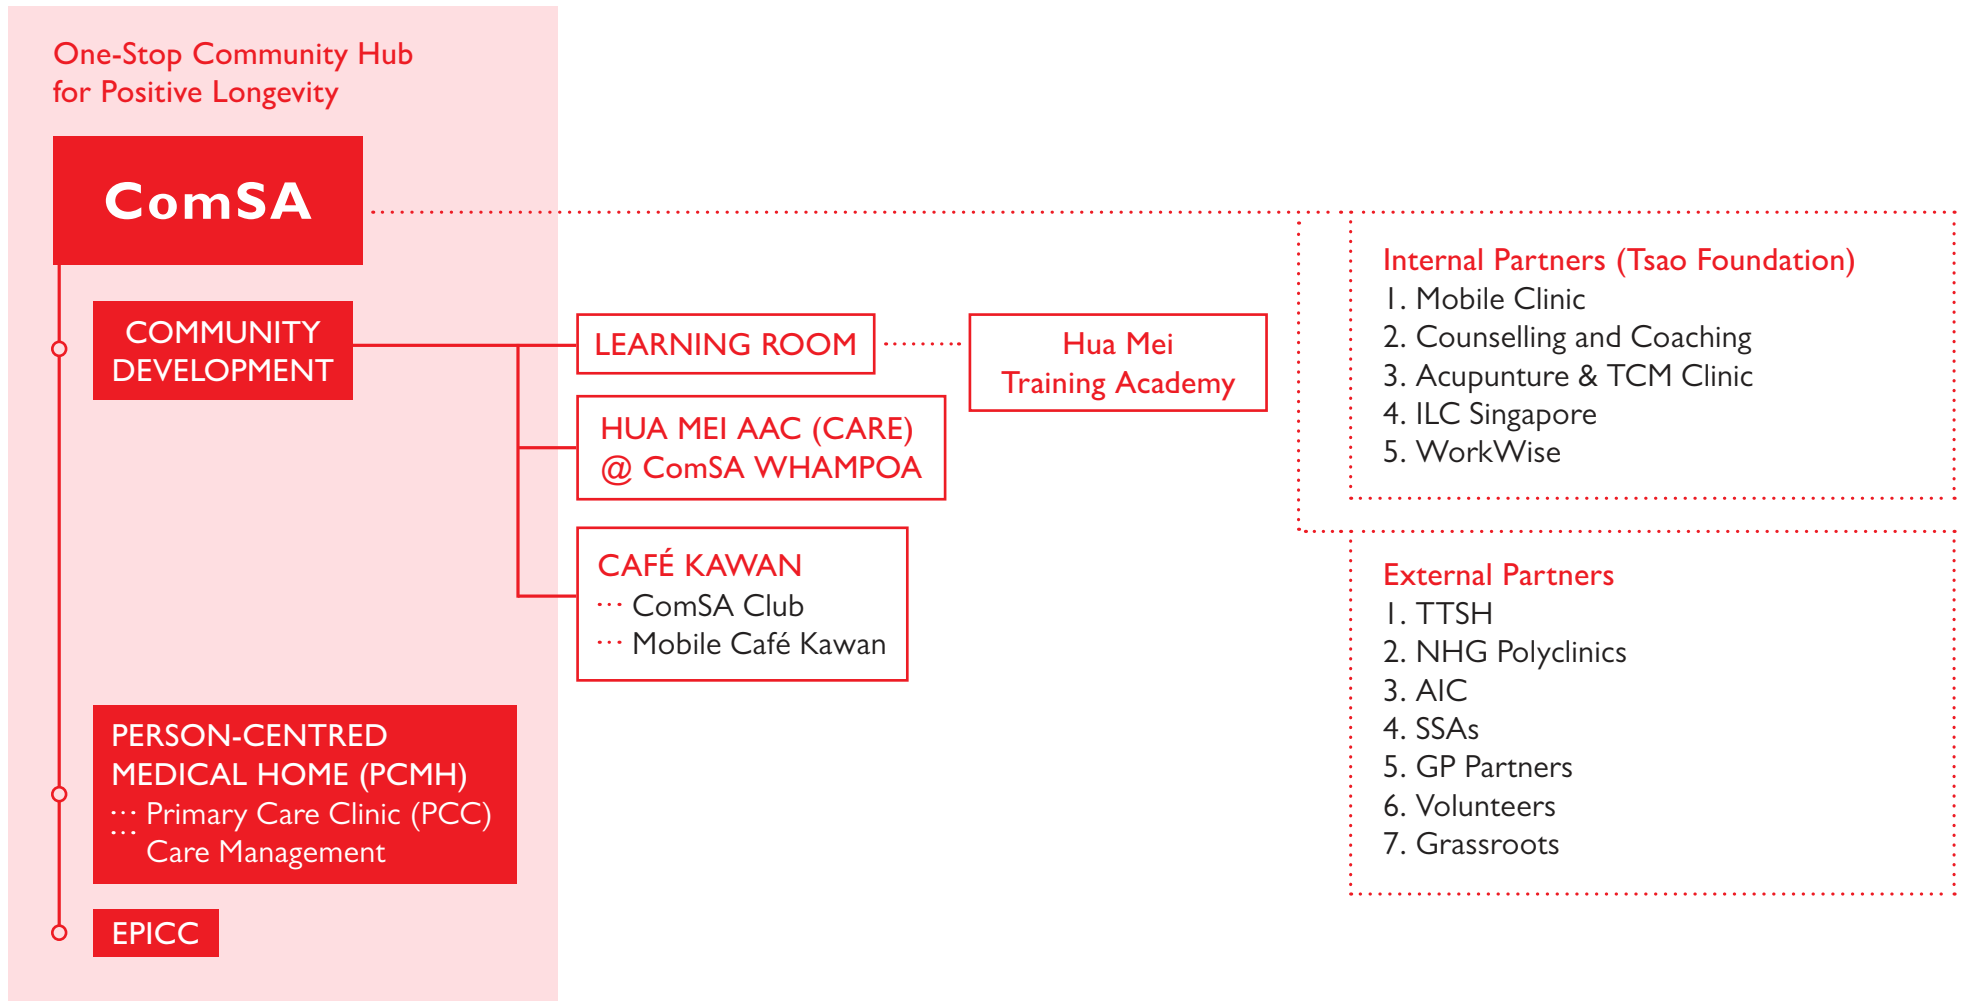 One-Stop Community Hub
for Positive Longevity
ComSA
COMMUNITY
DEVELOPMENT
LEARNING ROOM
Hua Mei
Training Academy
HUA MEI AAC (CARE)
@ ComSA WHAMPOA
CAFÉ KAWAN
ComSA Club
Mobile Café Kawan
PERSON-CENTRED
MEDICAL HOME (PCMH)
Primary Care Clinic (PCC)
Care Management
EPICC
Internal Partners (Tsao Foundation)
1. Mobile Clinic
2. Counselling and Coaching
3. Acupunture & TCM Clinic
4. ILC Singapore
5. WorkWise
External Partners
1. TTSH
2. NHG Polyclinics
3. AIC
4. SSAs
5. GP Partners
6. Volunteers
7. Grassroots